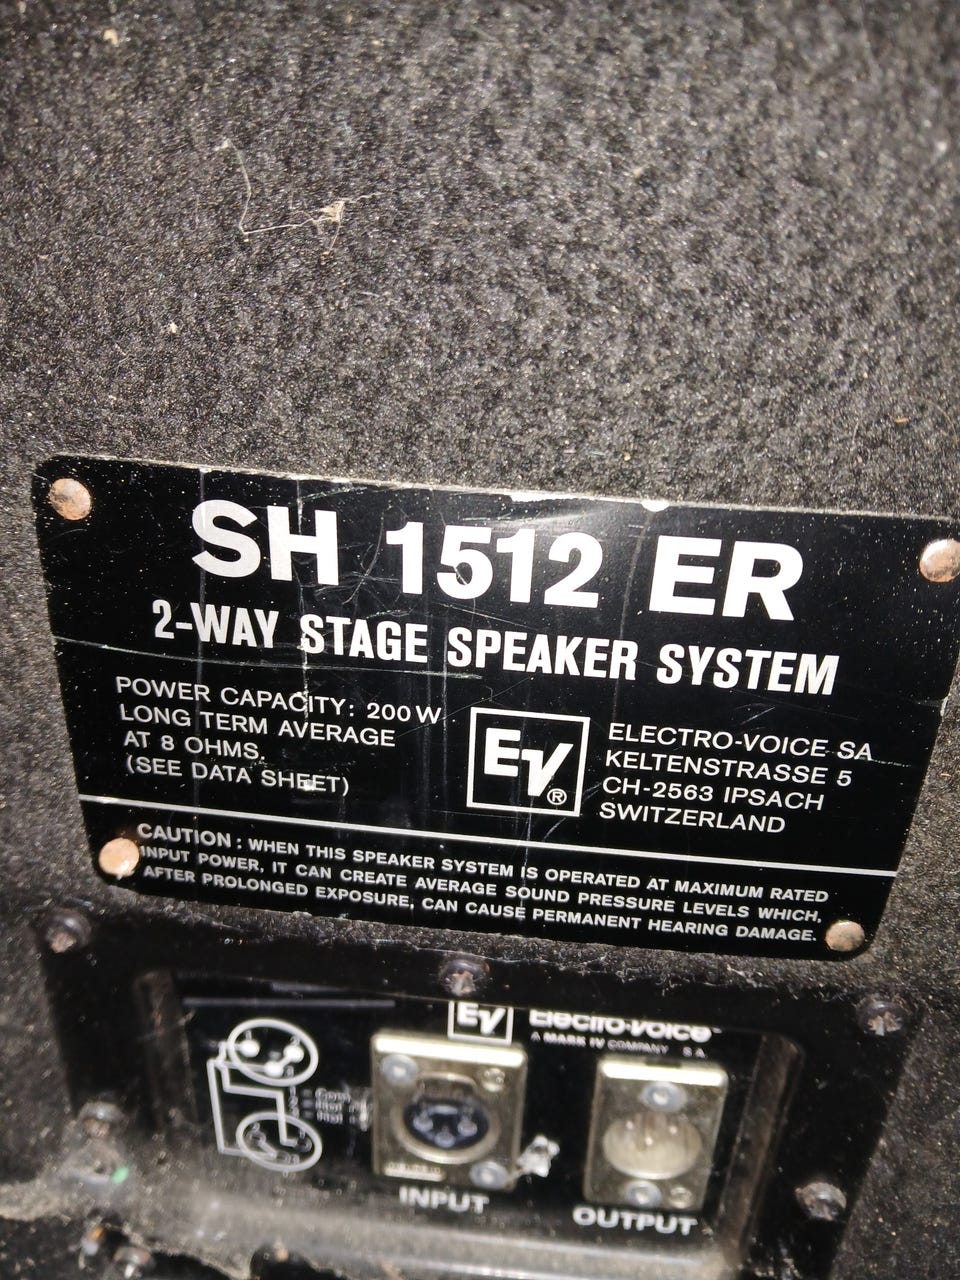 SH 1512 ER
2-WAY STAGE SPEAKER SYSTEM
POWER CAPACITY: 200 W
LONG TERM AVERAGE
AT 8 OHMS.
(SEE DATA SHEET)
EV®
ELECTRO-VOICE SA
KELTENSTRASSE 5
CH-2563 IPSACH
SWITZERLAND
CAUTION : WHEN THIS SPEAKER SYSTEM IS OPERATED AT MAXIMUM RATED
INPUT POWER, IT CAN CREATE AVERAGE SOUND PRESSURE LEVELS WHICH,
AFTER PROLONGED EXPOSURE, CAN CAUSE PERMANENT HEARING DAMAGE.
EV Electro-Voice
A MARK IV COMPANY S.A.
INPUT
OUTPUT